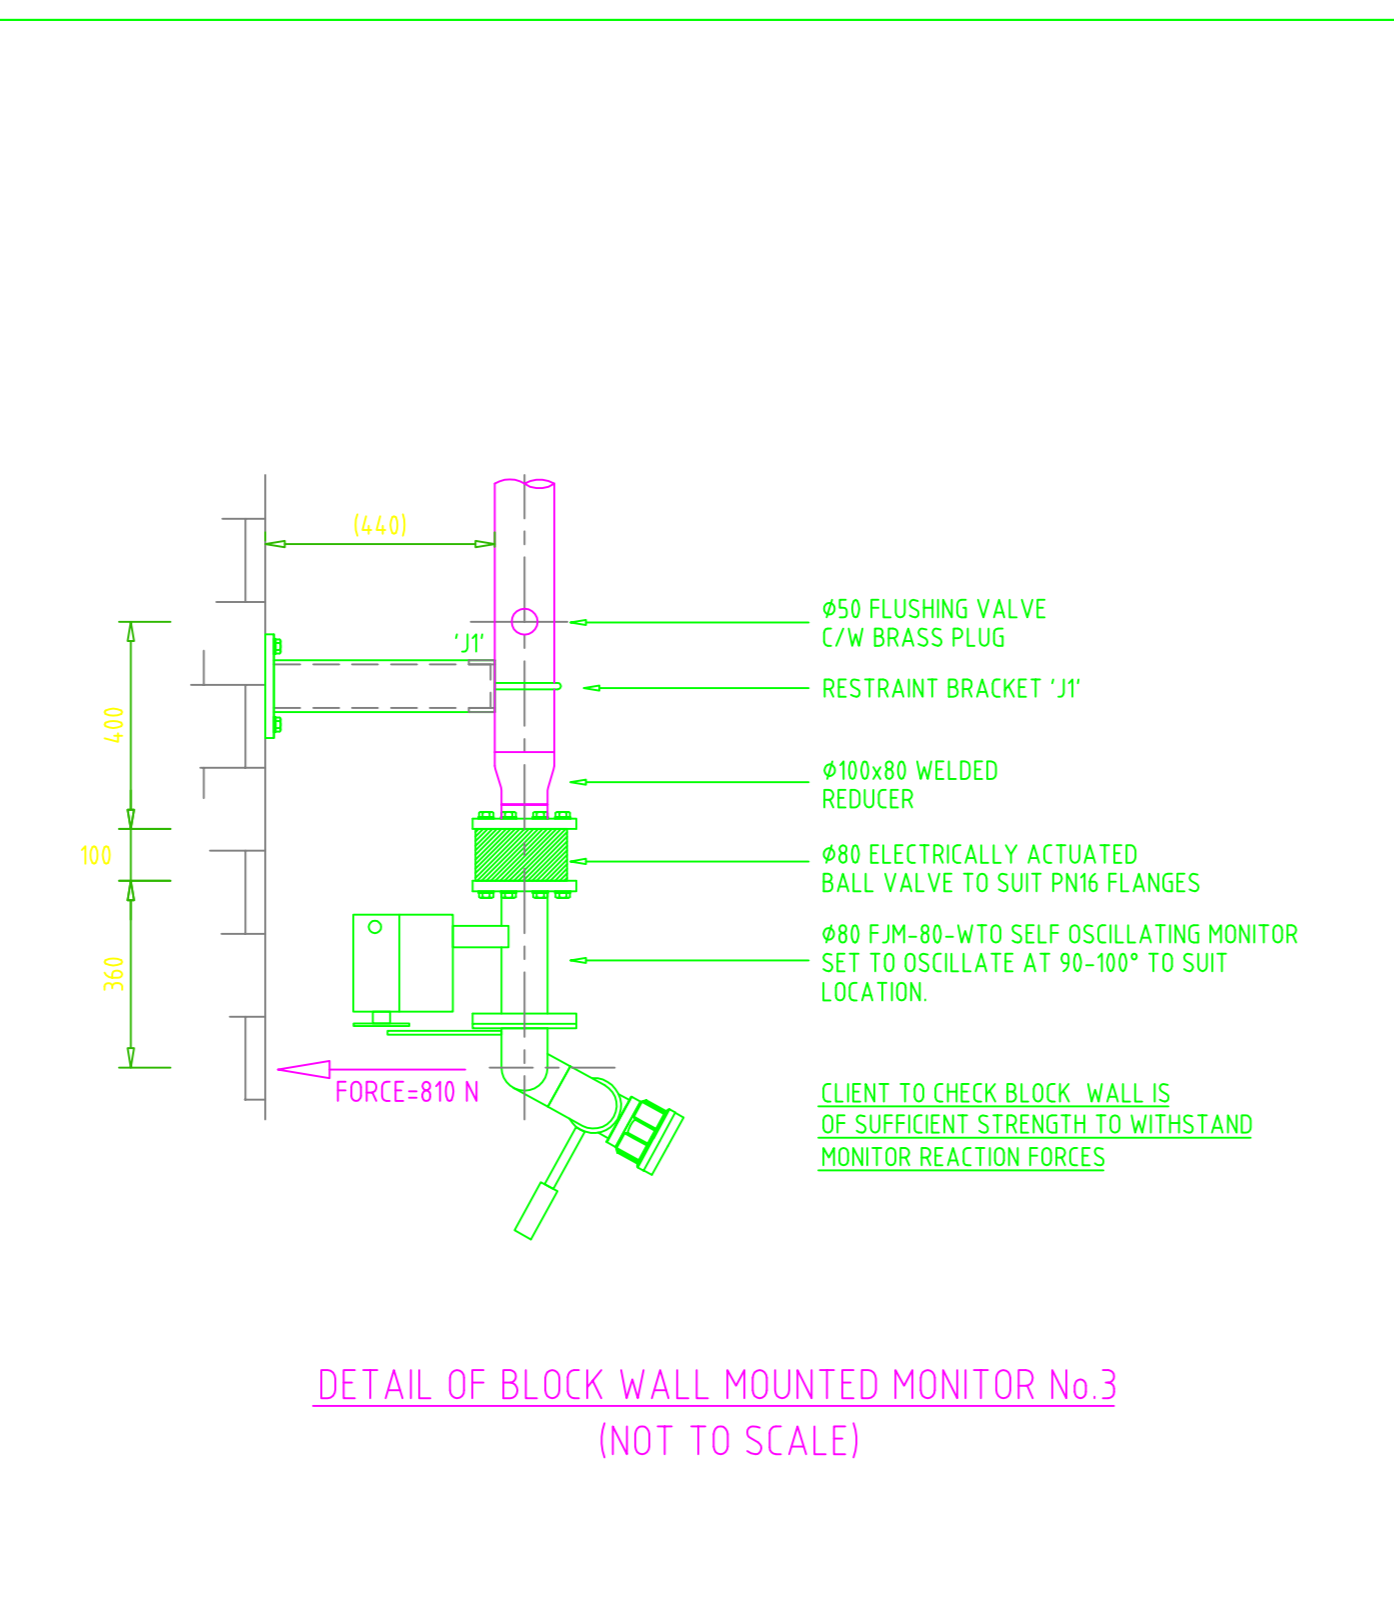 (440)
'J1'
400
100
360
FORCE=810 N
Ø50 FLUSHING VALVE
C/W BRASS PLUG
RESTRAINT BRACKET 'J1'
Ø100x80 WELDED
REDUCER
Ø80 ELECTRICALLY ACTUATED
BALL VALVE TO SUIT PN16 FLANGES
Ø80 FJM-80-WTO SELF OSCILLATING MONITOR
SET TO OSCILLATE AT 90-100° TO SUIT
LOCATION.
CLIENT TO CHECK BLOCK WALL IS
OF SUFFICIENT STRENGTH TO WITHSTAND
MONITOR REACTION FORCES
DETAIL OF BLOCK WALL MOUNTED MONITOR No.3
(NOT TO SCALE)